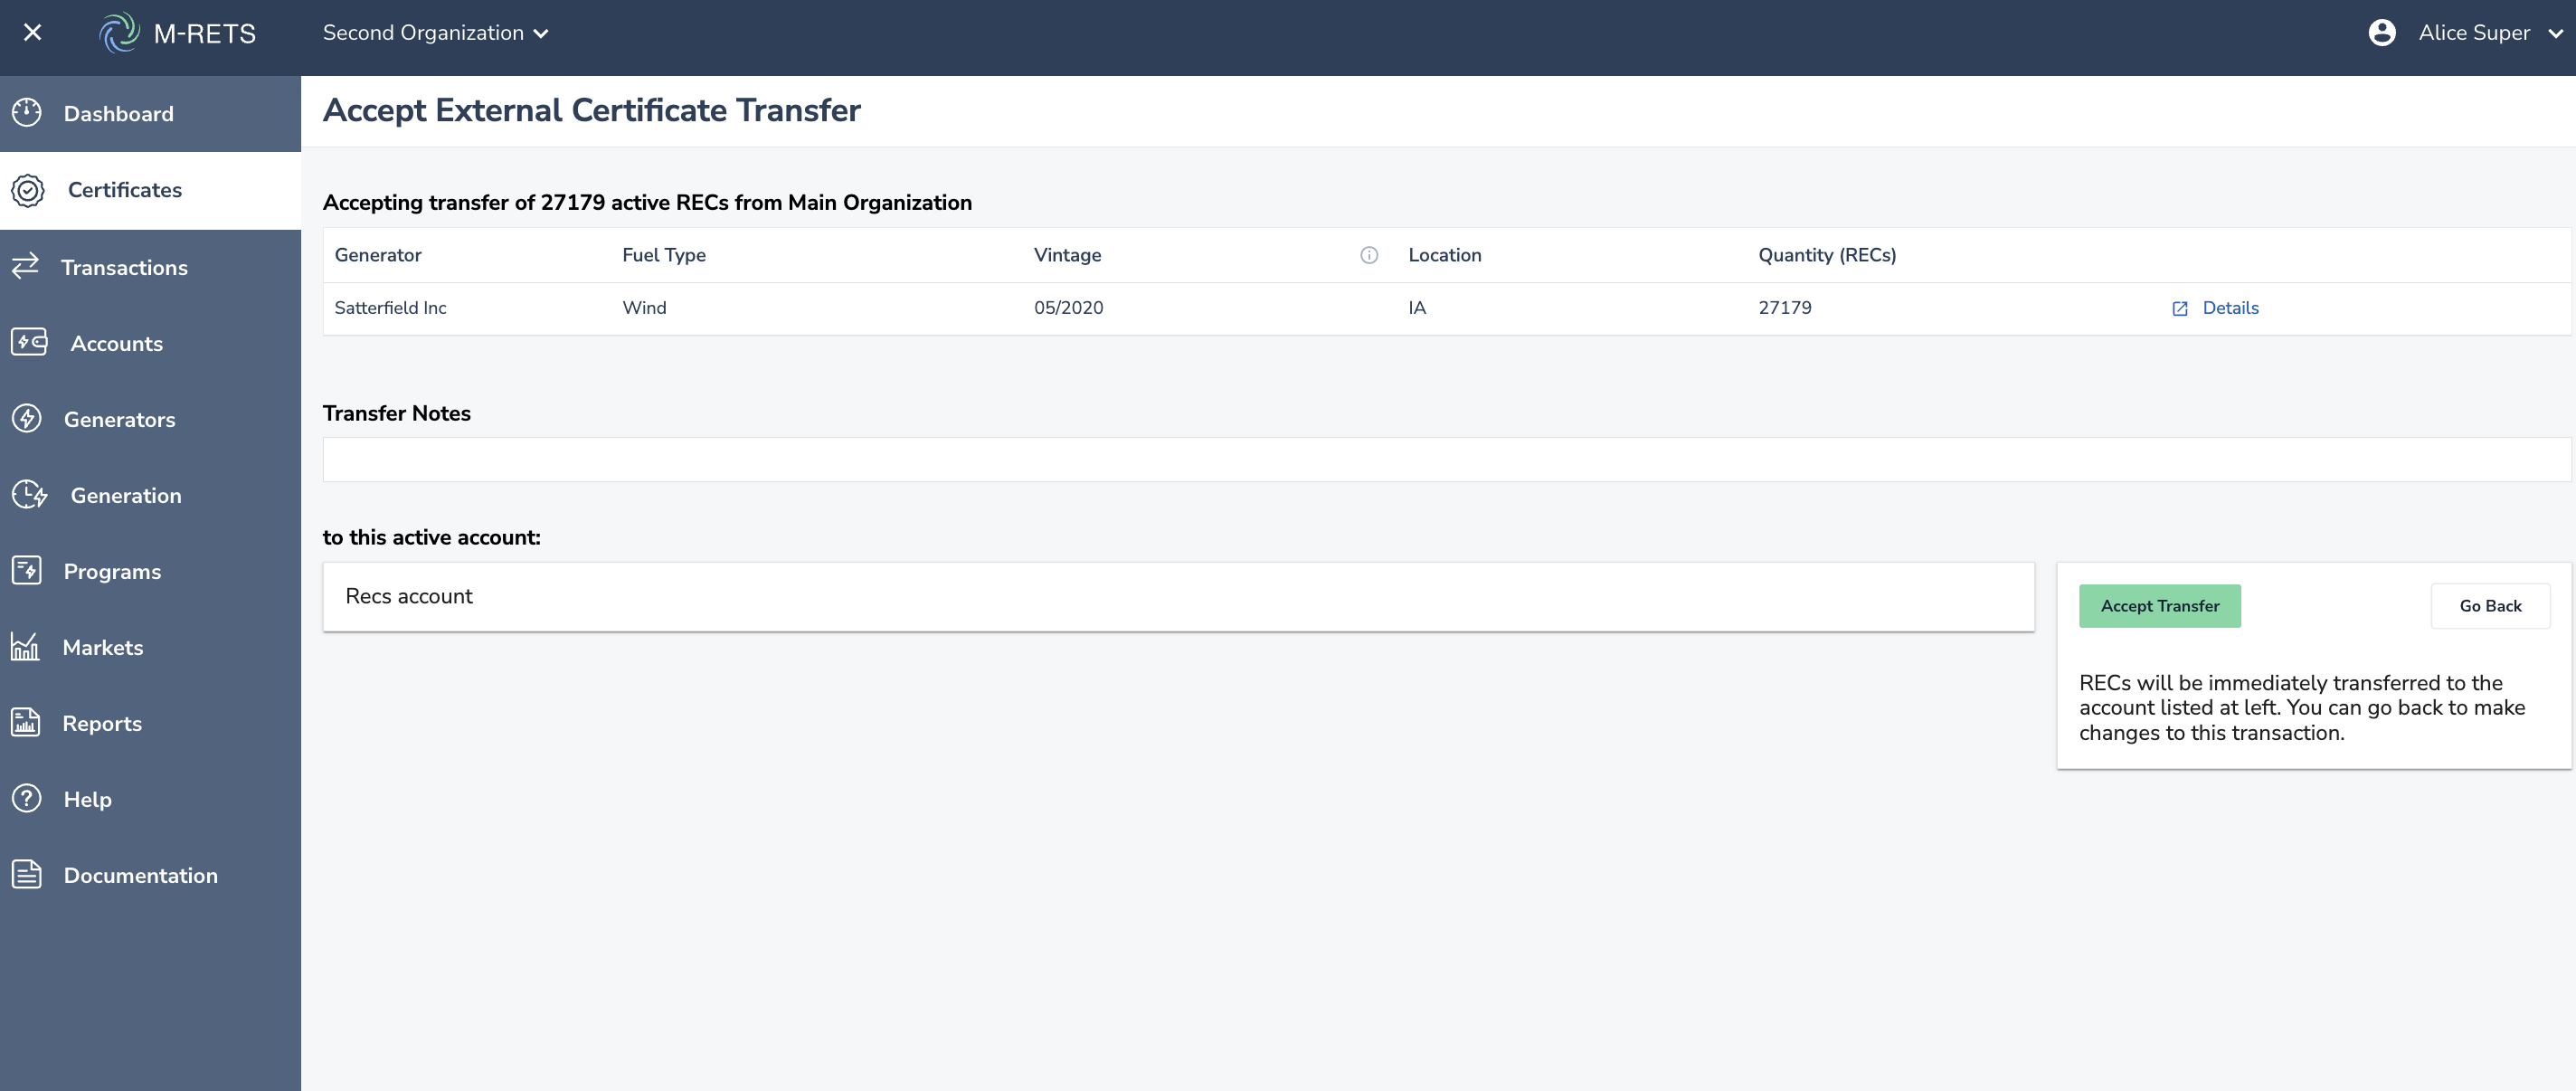 M-RETS
Second Organization
Alice Super
Dashboard
Certificates
Transactions
Accounts
Generators
Generation
Programs
Markets
Reports
Help
Documentation
Accept External Certificate Transfer
Accepting transfer of 27179 active RECs from Main Organization
Generator Fuel Type Vintage Location Quantity (RECs)
Satterfield Inc Wind 05/2020 IA 27179 Details
Transfer Notes
to this active account:
Recs account
Accept Transfer Go Back
RECs will be immediately transferred to the
account listed at left. You can go back to make
changes to this transaction.